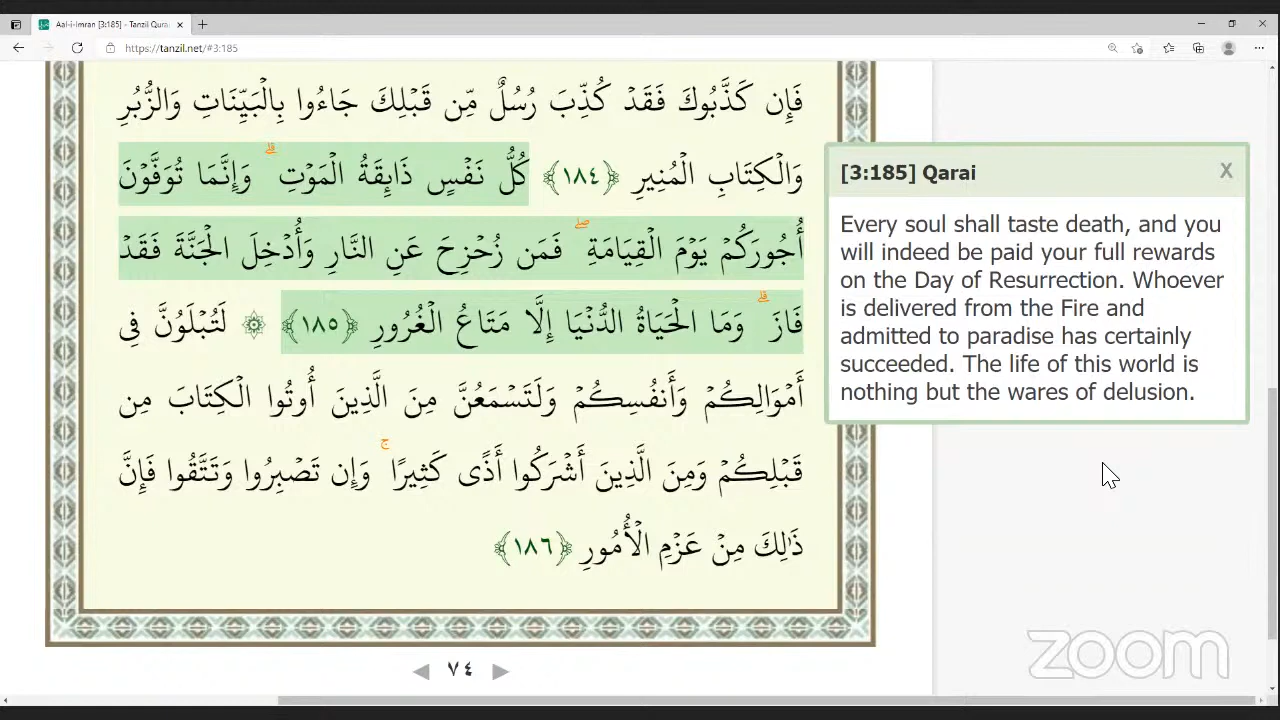 Aal-i-Imran [3:185] - Tanzil Qura
https://tanzil.net/#3:185
فَإِن كَذَّبُوكَ فَقَدْ كُذِّبَ رُسُلٌ مِّن قَبْلِكَ جَاءُوا بِالْبَيِّنَاتِ وَالزُّبُرِ
وَالْكِتَابِ الْمُنِيرِ ﴿١٨٤﴾ كُلُّ نَفْسٍ ذَائِقَةُ الْمَوْتِ ۗ وَإِنَّمَا تُوَفَّوْنَ
أُجُورَكُمْ يَوْمَ الْقِيَامَةِ ۖ فَمَن زُحْزِحَ عَنِ النَّارِ وَأُدْخِلَ الْجَنَّةَ فَقَدْ
فَازَ ۗ وَمَا الْحَيَاةُ الدُّنْيَا إِلَّا مَتَاعُ الْغُرُورِ ﴿١٨٥﴾ ۞ لَتُبْلَوُنَّ فِي
أَمْوَالِكُمْ وَأَنفُسِكُمْ وَلَتَسْمَعُنَّ مِنَ الَّذِينَ أُوتُوا الْكِتَابَ مِن
قَبْلِكُمْ وَمِنَ الَّذِينَ أَشْرَكُوا أَذًى كَثِيرًا ۚ وَإِن تَصْبِرُوا وَتَتَّقُوا فَإِنَّ
ذَٰلِكَ مِنْ عَزْمِ الْأُمُورِ ﴿١٨٦﴾
٧٤
[3:185] Qarai X
Every soul shall taste death, and you
will indeed be paid your full rewards
on the Day of Resurrection. Whoever
is delivered from the Fire and
admitted to paradise has certainly
succeeded. The life of this world is
nothing but the wares of delusion.
zoom